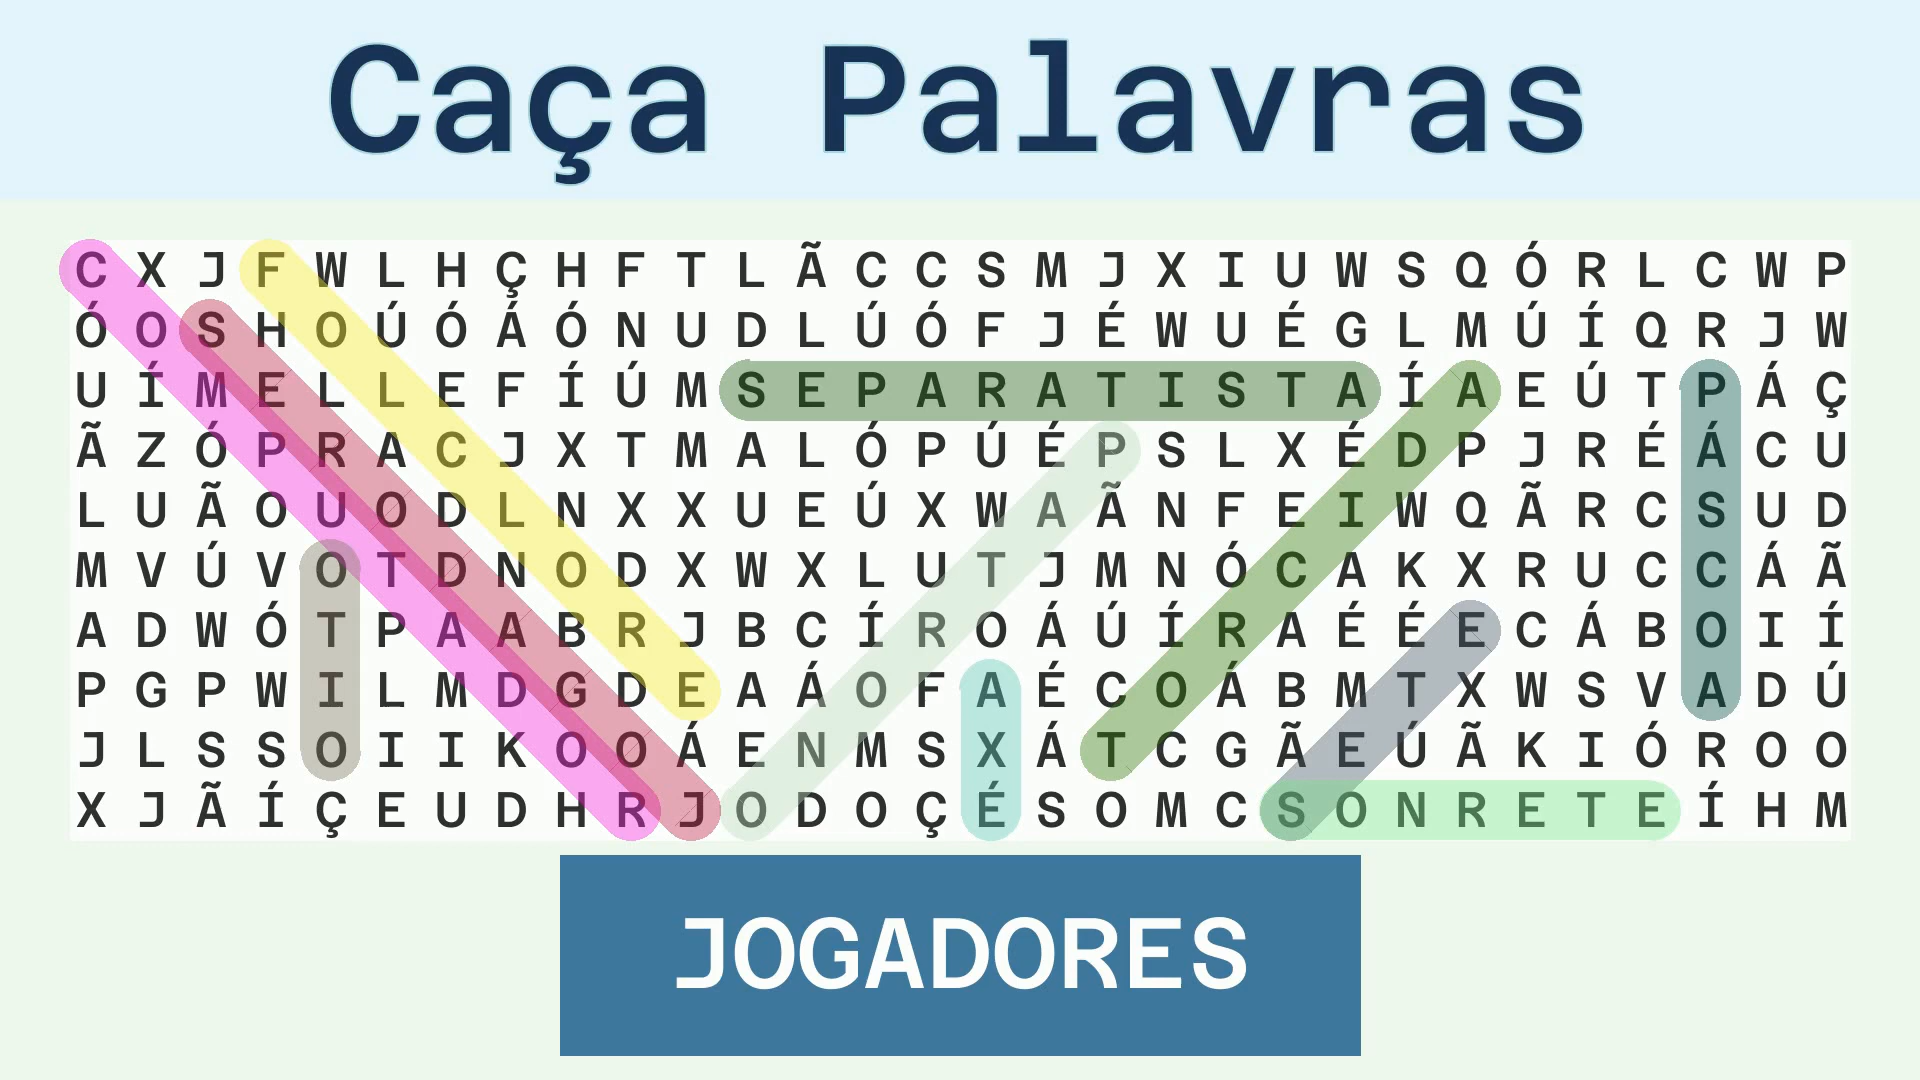 Caça Palavras
C X J F W L H Ç H F T L Ã C C S M J X I U W S Q Ó R L C W P
Ó O S H O Ú Ó Á Ó N U D L Ú Ó F J É W U É G L M Ú Í Q R J W
U Í M E L L E F Í Ú M S E P A R A T I S T A Í A E Ú T P Á Ç
Ã Z Ó P R A C J X T M A L Ó P Ú É P S L X É D P J R É Á C U
L U Ã O U O D L N X X U E Ú X W A Ã N F E I W Q Ã R C S U D
M V Ú V O T D N O D X W X L U T J M N Ó C A K X R U C C Á Ã
A D W Ó T P A A B R J B C Í R O Á Ú Í R A É É E C Á B O I Í
P G P W I L M D G D E A Á O F A É C O Á B M T X W S V A D Ú
J L S S O I I K O O Á E N M S X Á T C G Ã E Ú Ã K I Ó R O O
X J Ã Í Ç E U D H R J O D O Ç É S O M C S O N R E T E Í H M
JOGADORES